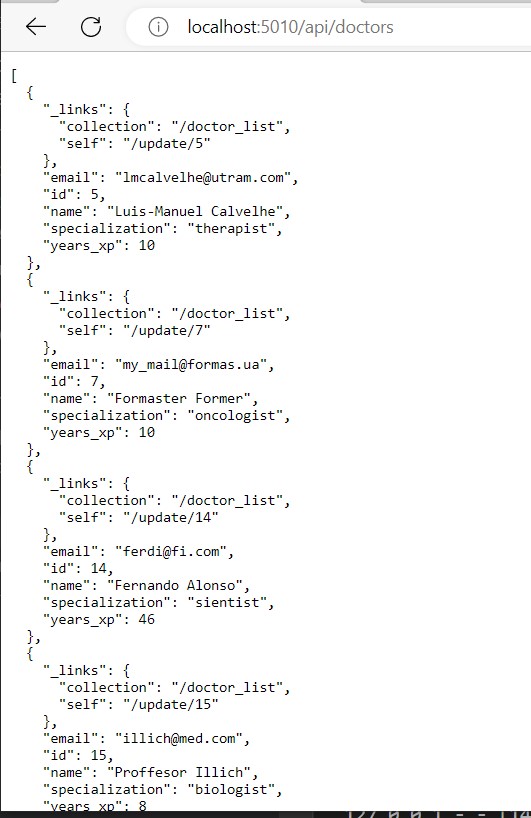 localhost:5010/api/doctors
[
  {
    "_links": {
      "collection": "/doctor_list",
      "self": "/update/5"
    },
    "email": "lmcalvelhe@utram.com",
    "id": 5,
    "name": "Luis-Manuel Calvelhe",
    "specialization": "therapist",
    "years_xp": 10
  },
  {
    "_links": {
      "collection": "/doctor_list",
      "self": "/update/7"
    },
    "email": "my_mail@formas.ua",
    "id": 7,
    "name": "Formaster Former",
    "specialization": "oncologist",
    "years_xp": 10
  },
  {
    "_links": {
      "collection": "/doctor_list",
      "self": "/update/14"
    },
    "email": "ferdi@fi.com",
    "id": 14,
    "name": "Fernando Alonso",
    "specialization": "sientist",
    "years_xp": 46
  },
  {
    "_links": {
      "collection": "/doctor_list",
      "self": "/update/15"
    },
    "email": "illich@med.com",
    "id": 15,
    "name": "Proffesor Illich",
    "specialization": "biologist",
    "years_xp": 8